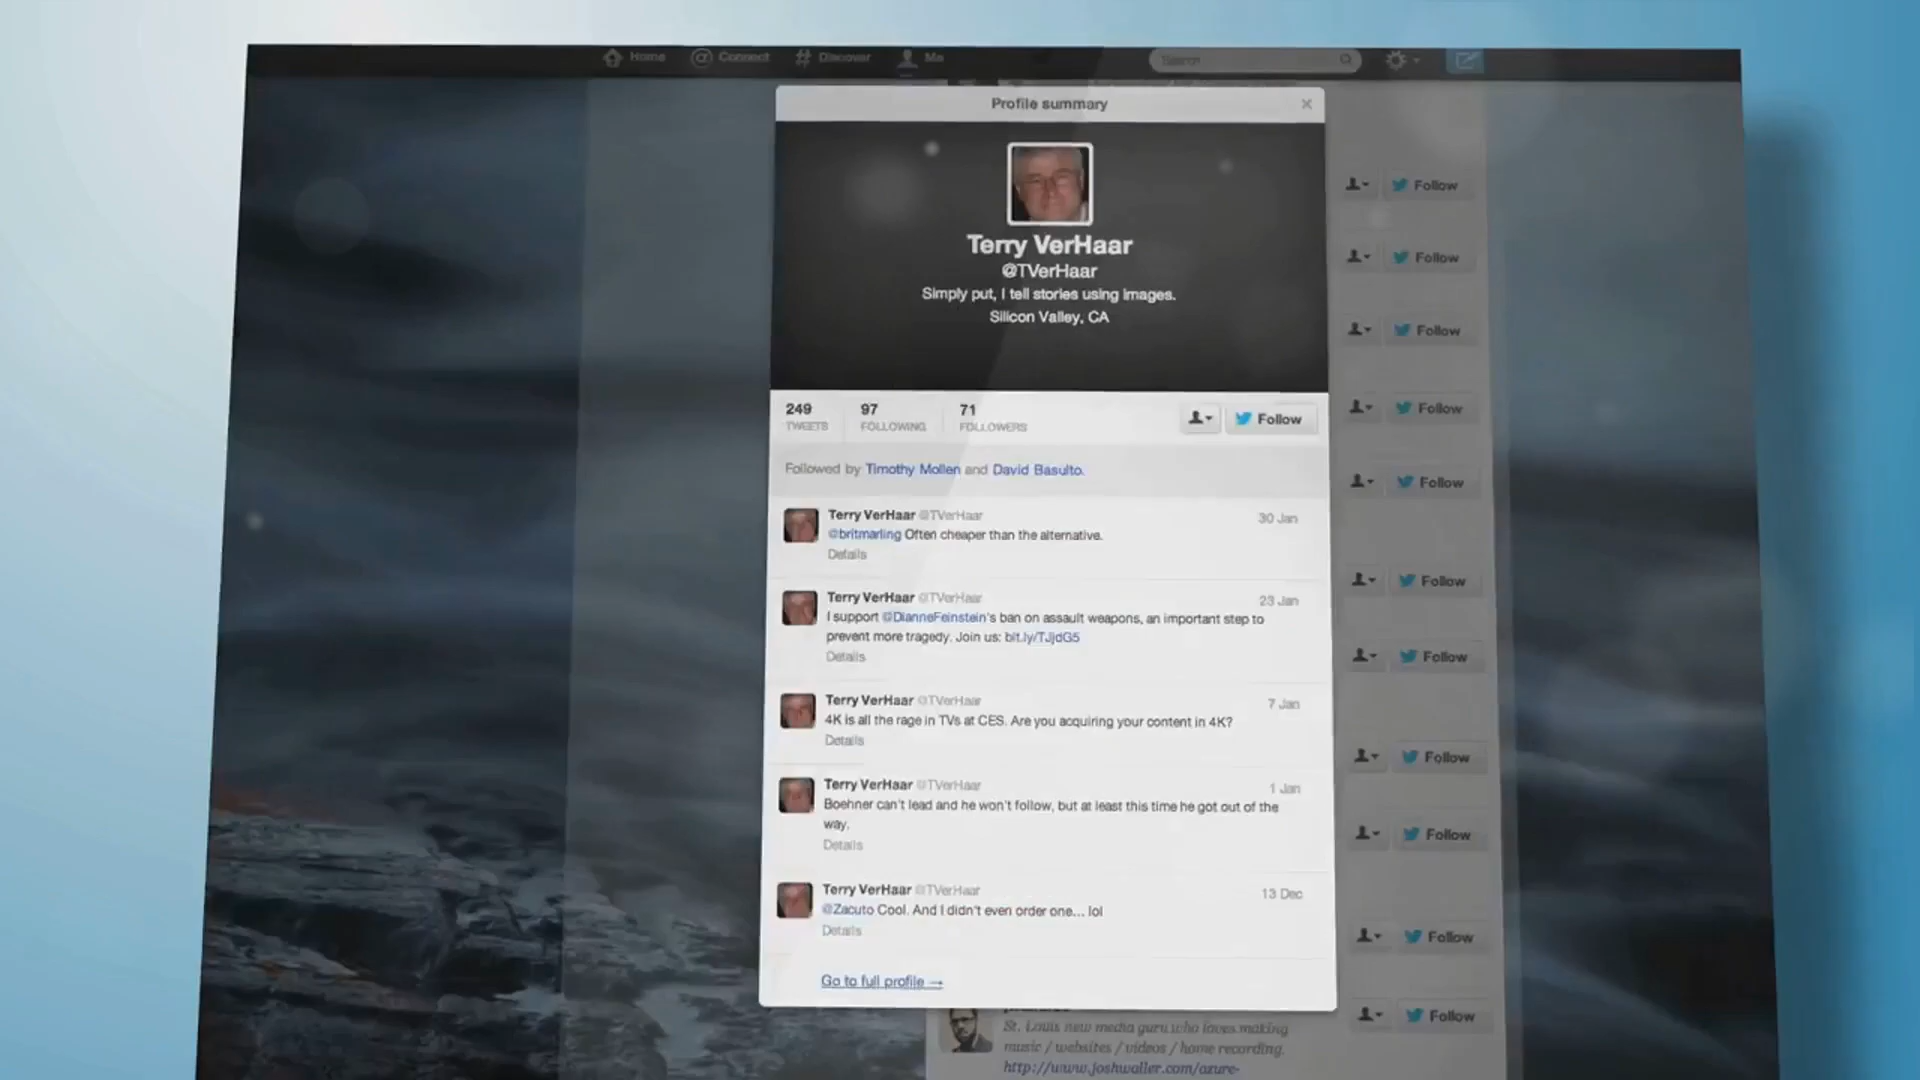 Home Connect Discover Me Search
Profile summary
Terry VerHaar
@TVerHaar
Simply put, I tell stories using images.
Silicon Valley, CA
249 97 71
TWEETS FOLLOWING FOLLOWERS
Follow
Followed by Timothy Mollen and David Basulto.
Terry VerHaar @TVerHaar 30 Jan
@britmarling Often cheaper than the alternative.
Details
Terry VerHaar @TVerHaar 23 Jan
I support @DianneFeinstein's ban on assault weapons, an important step to
prevent more tragedy. Join us: bit.ly/TJjdG5
Details
Terry VerHaar @TVerHaar 7 Jan
4K is all the rage in TVs at CES. Are you acquiring your content in 4K?
Details
Terry VerHaar @TVerHaar 1 Jan
Boehner can't lead and he won't follow, but at least this time he got out of the
way.
Details
Terry VerHaar @TVerHaar 13 Dec
@Zacuto Cool. And I didn't even order one... lol
Details
Go to full profile →
Follow
Follow
Follow
Follow
Follow
Follow
Follow
Follow
Follow
Follow
Follow
St. Louis new media guru who loves making
music / websites / videos / home recording.
http://www.joshwaller.com/azure-